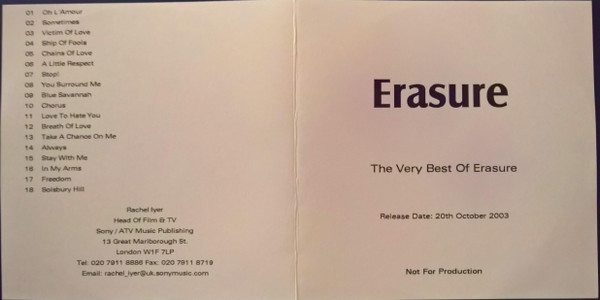 01 Oh L'Amour
02 Sometimes
03 Victim Of Love
04 Ship Of Fools
05 Chains Of Love
06 A Little Respect
07 Stop!
08 You Surround Me
09 Blue Savannah
10 Chorus
11 Love To Hate You
12 Breath Of Love
13 Take A Chance On Me
14 Always
15 Stay With Me
16 In My Arms
17 Freedom
18 Solsbury Hill
Rachel Iyer
Head Of Film & TV
Sony / ATV Music Publishing
13 Great Marlborough St.
London W1F 7LP
Tel: 020 7911 8886 Fax: 020 7911 8719
Email: rachel_iyer@uk.sonymusic.com
Erasure
The Very Best Of Erasure
Release Date: 20th October 2003
Not For Production